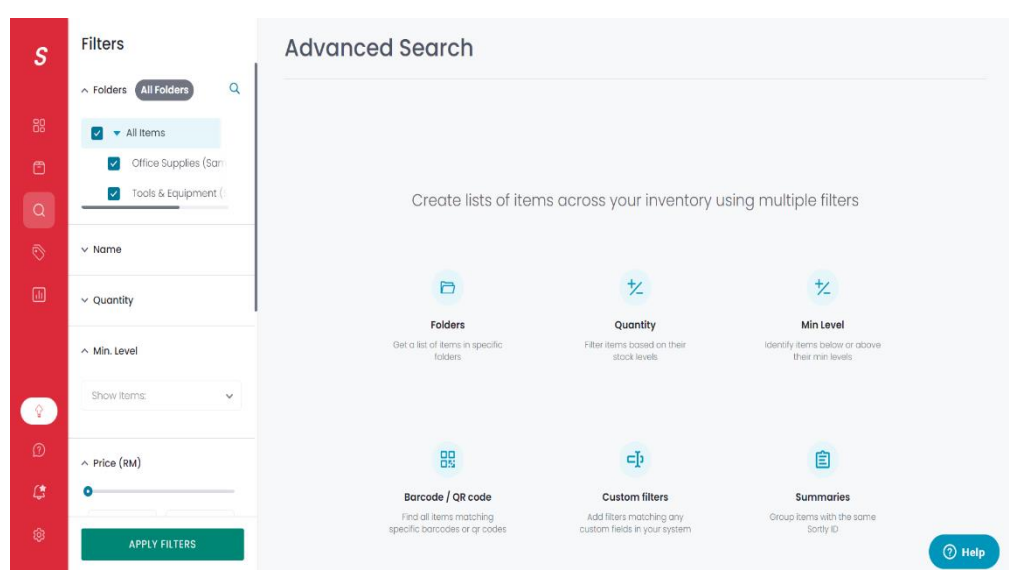 S
Filters
Folders All Folders
All Items
Office Supplies (Sam
Tools & Equipment (
Name
Quantity
Min. Level
Show items:
Price (RM)
APPLY FILTERS
Advanced Search
Create lists of items across your inventory using multiple filters
Folders
Get a list of items in specific
folders
Quantity
Filter items based on their
stock levels
Min Level
Identify items below or above
their min levels
Barcode / QR code
Find all items matching
specific barcodes or qr codes
Custom filters
Add filters matching any
custom fields in your system
Summaries
Group items with the same
Sortly ID
Help